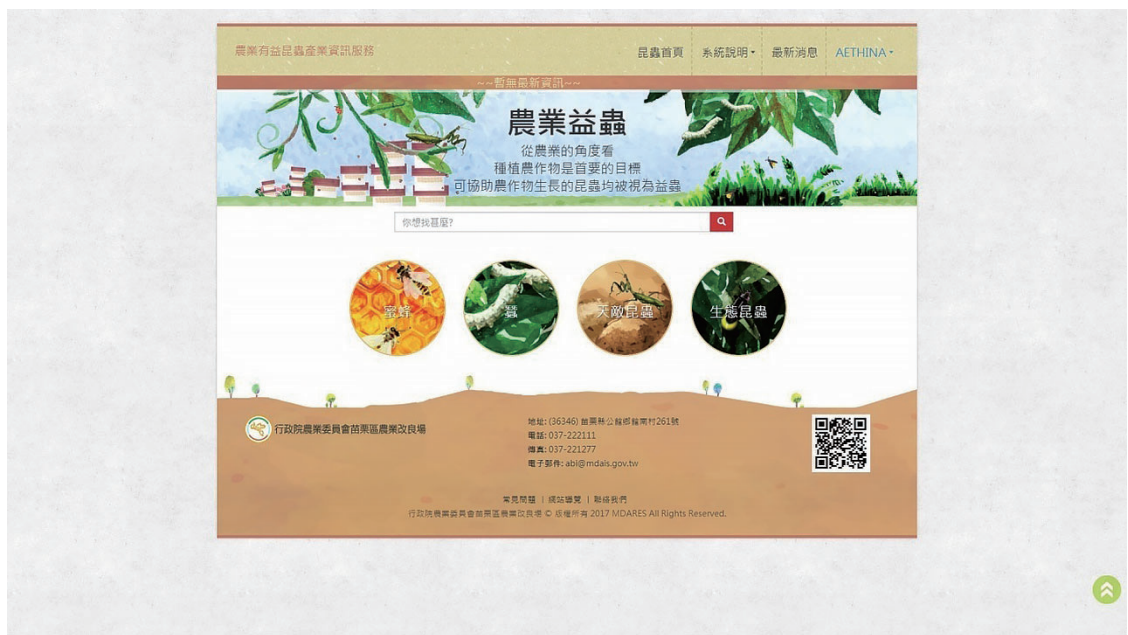 農業有益昆蟲產業資訊服務
昆蟲首頁
系統說明
最新消息
AETHINA
~~暫無最新資訊~~
農業益蟲
從農業的角度看
種植農作物是首要的目標
可協助農作物生長的昆蟲均被視為益蟲
你想找甚麼?
蜜蜂
蠶
天敵昆蟲
生態昆蟲
行政院農業委員會苗栗區農業改良場
地址: (36346) 苗栗縣公館鄉館南村261號
電話: 037-222111
傳真: 037-221277
電子郵件: abi@mdais.gov.tw
常見問題 | 網站導覽 | 聯絡我們
行政院農業委員會苗栗區農業改良場 © 版權所有 2017 MDARES All Rights Reserved.